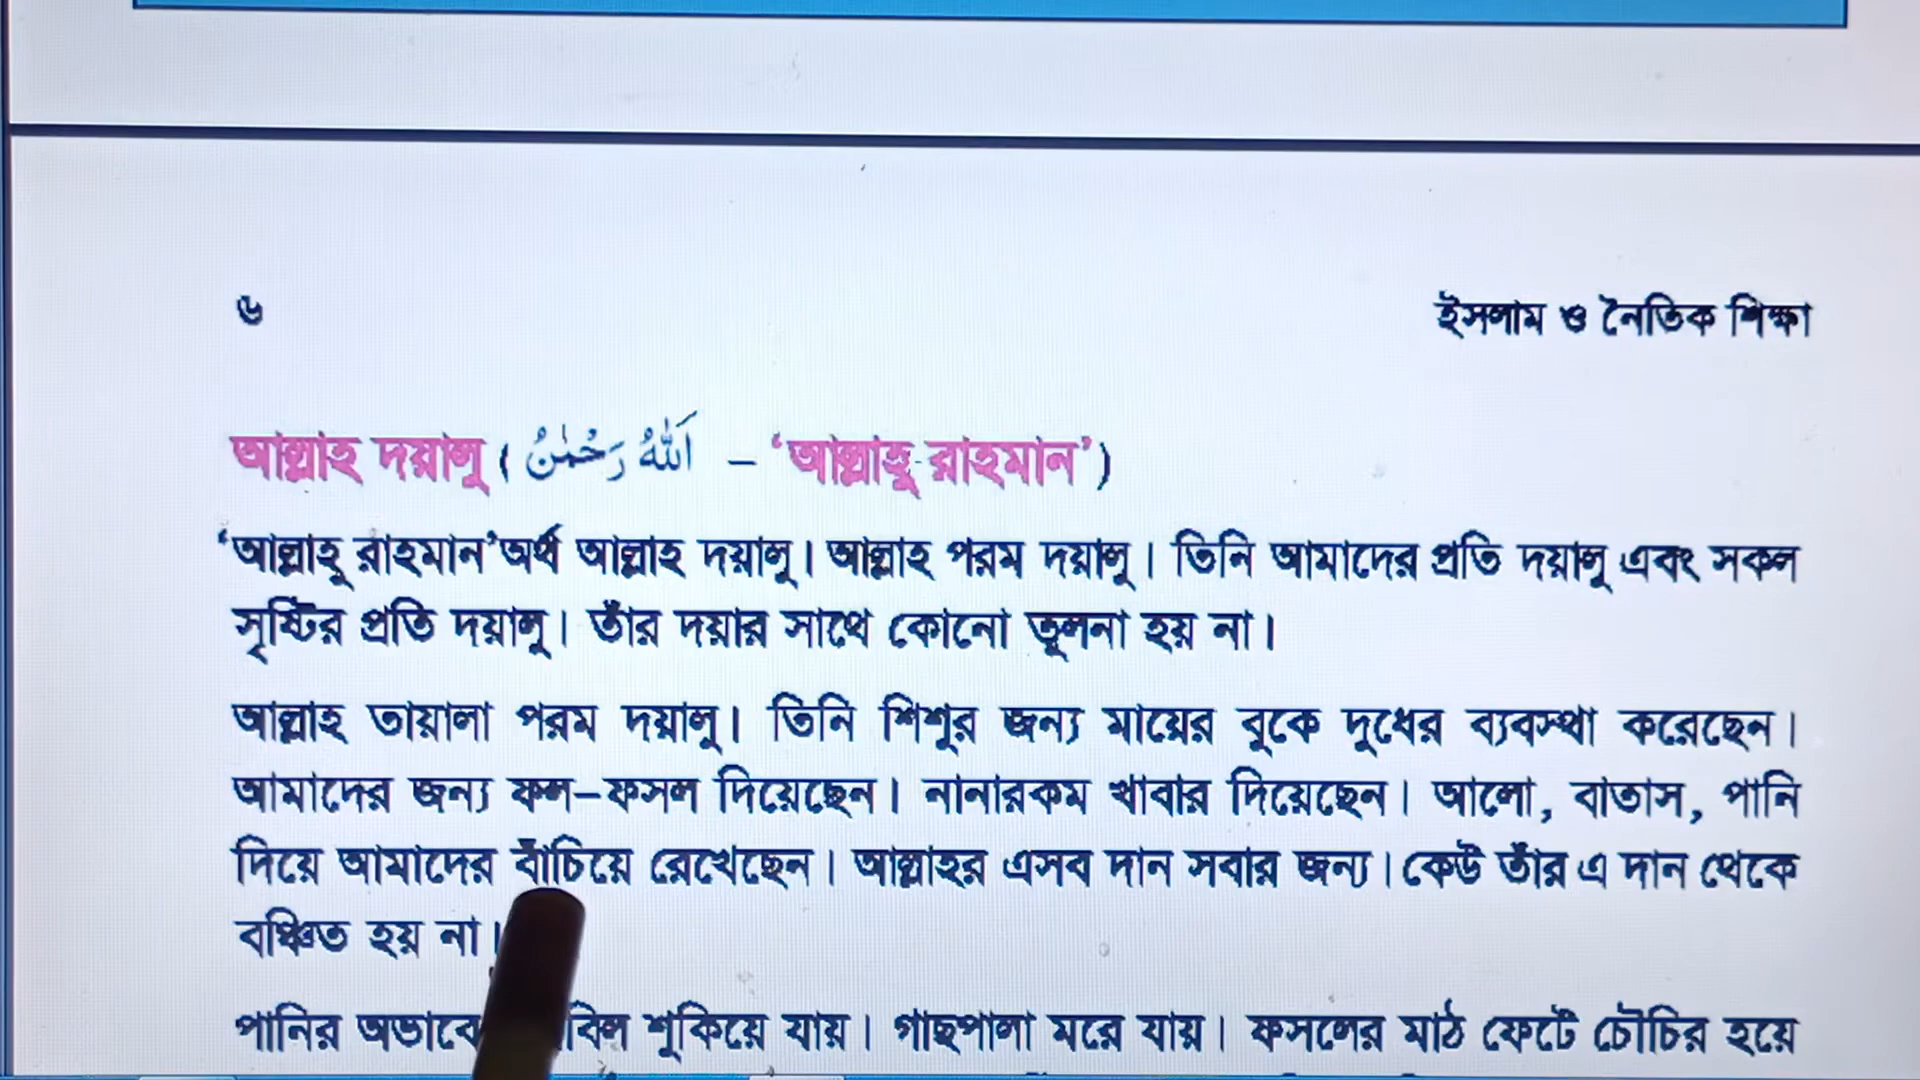 ৬
ইসলাম ও নৈতিক শিক্ষা
আল্লাহ দয়ালু ( اَللّٰهُ رَحْمٰنٌ – ‘আল্লাহু রাহমান’)
‘আল্লাহু রাহমান’অর্থ আল্লাহ দয়ালু। আল্লাহ পরম দয়ালু। তিনি আমাদের প্রতি দয়ালু এবং সকল
সৃষ্টির প্রতি দয়ালু। তাঁর দয়ার সাথে কোনো তুলনা হয় না।
আল্লাহ তায়ালা পরম দয়ালু। তিনি শিশুর জন্য মায়ের বুকে দুধের ব্যবস্থা করেছেন।
আমাদের জন্য ফল–ফসল দিয়েছেন। নানারকম খাবার দিয়েছেন। আলো, বাতাস, পানি
দিয়ে আমাদের বাঁচিয়ে রেখেছেন। আল্লাহর এসব দান সবার জন্য। কেউ তাঁর এ দান থেকে
বঞ্চিত হয় না।
পানির শুকিয়ে যায়। গাছপালা মরে যায়। ফসলের মাঠ ফেটে চৌচির হয়ে